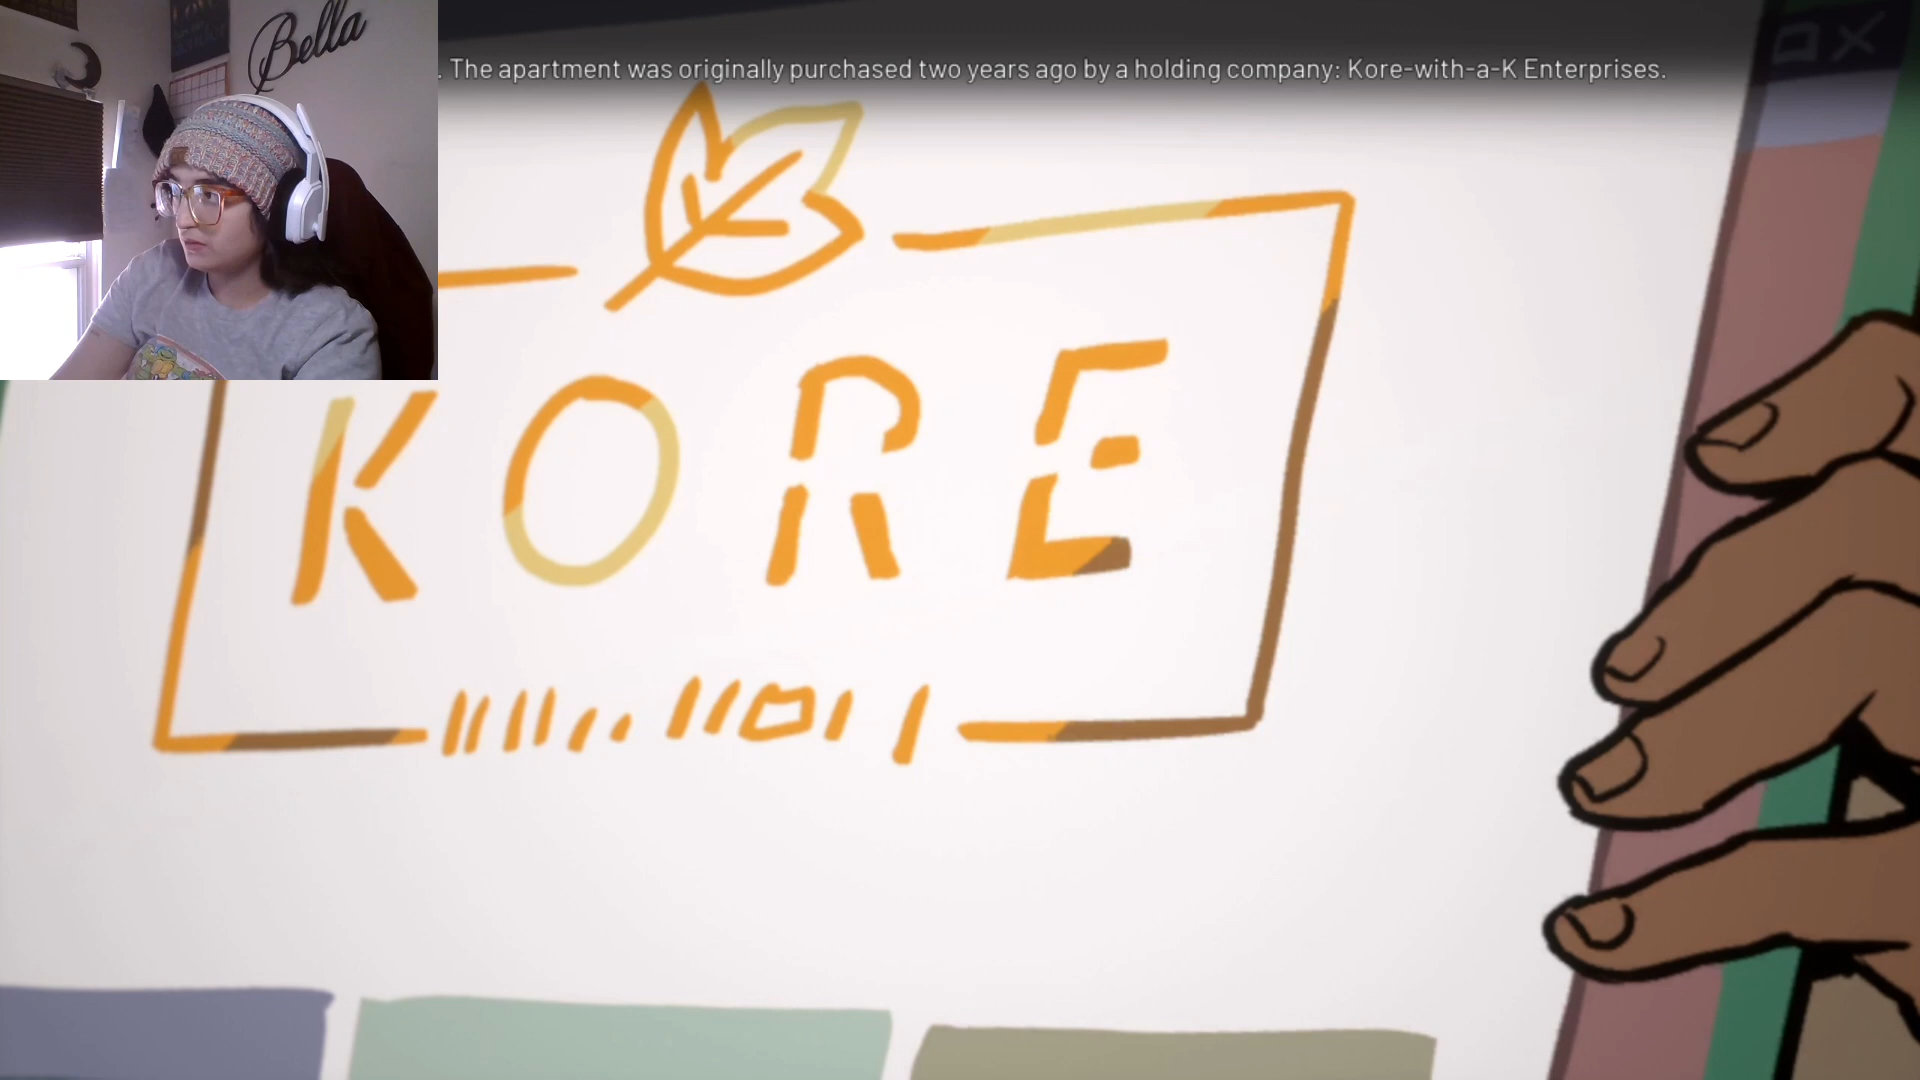 Bella
. The apartment was originally purchased two years ago by a holding company: Kore-with-a-K Enterprises.
KORE